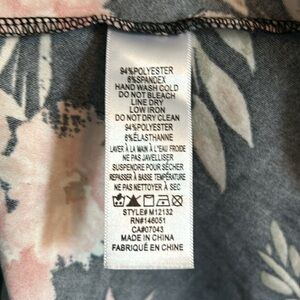 94%POLYESTER
6%SPANDEX
HAND WASH COLD
DO NOT BLEACH
LINE DRY
LOW IRON
DO NOT DRY CLEAN
94%POLYESTER
6%ÉLASTHANNE
LAVER À LA MAIN À L'EAU FROIDE
NE PAS JAVELLISER
SUSPENDRE POUR SÉCHER
REPASSER À BASSE TEMPÉRATURE
NE PAS NETTOYER À SEC
STYLE# M12132
RN#146051
CA#07043
MADE IN CHINA
FABRIQUÉ EN CHINE